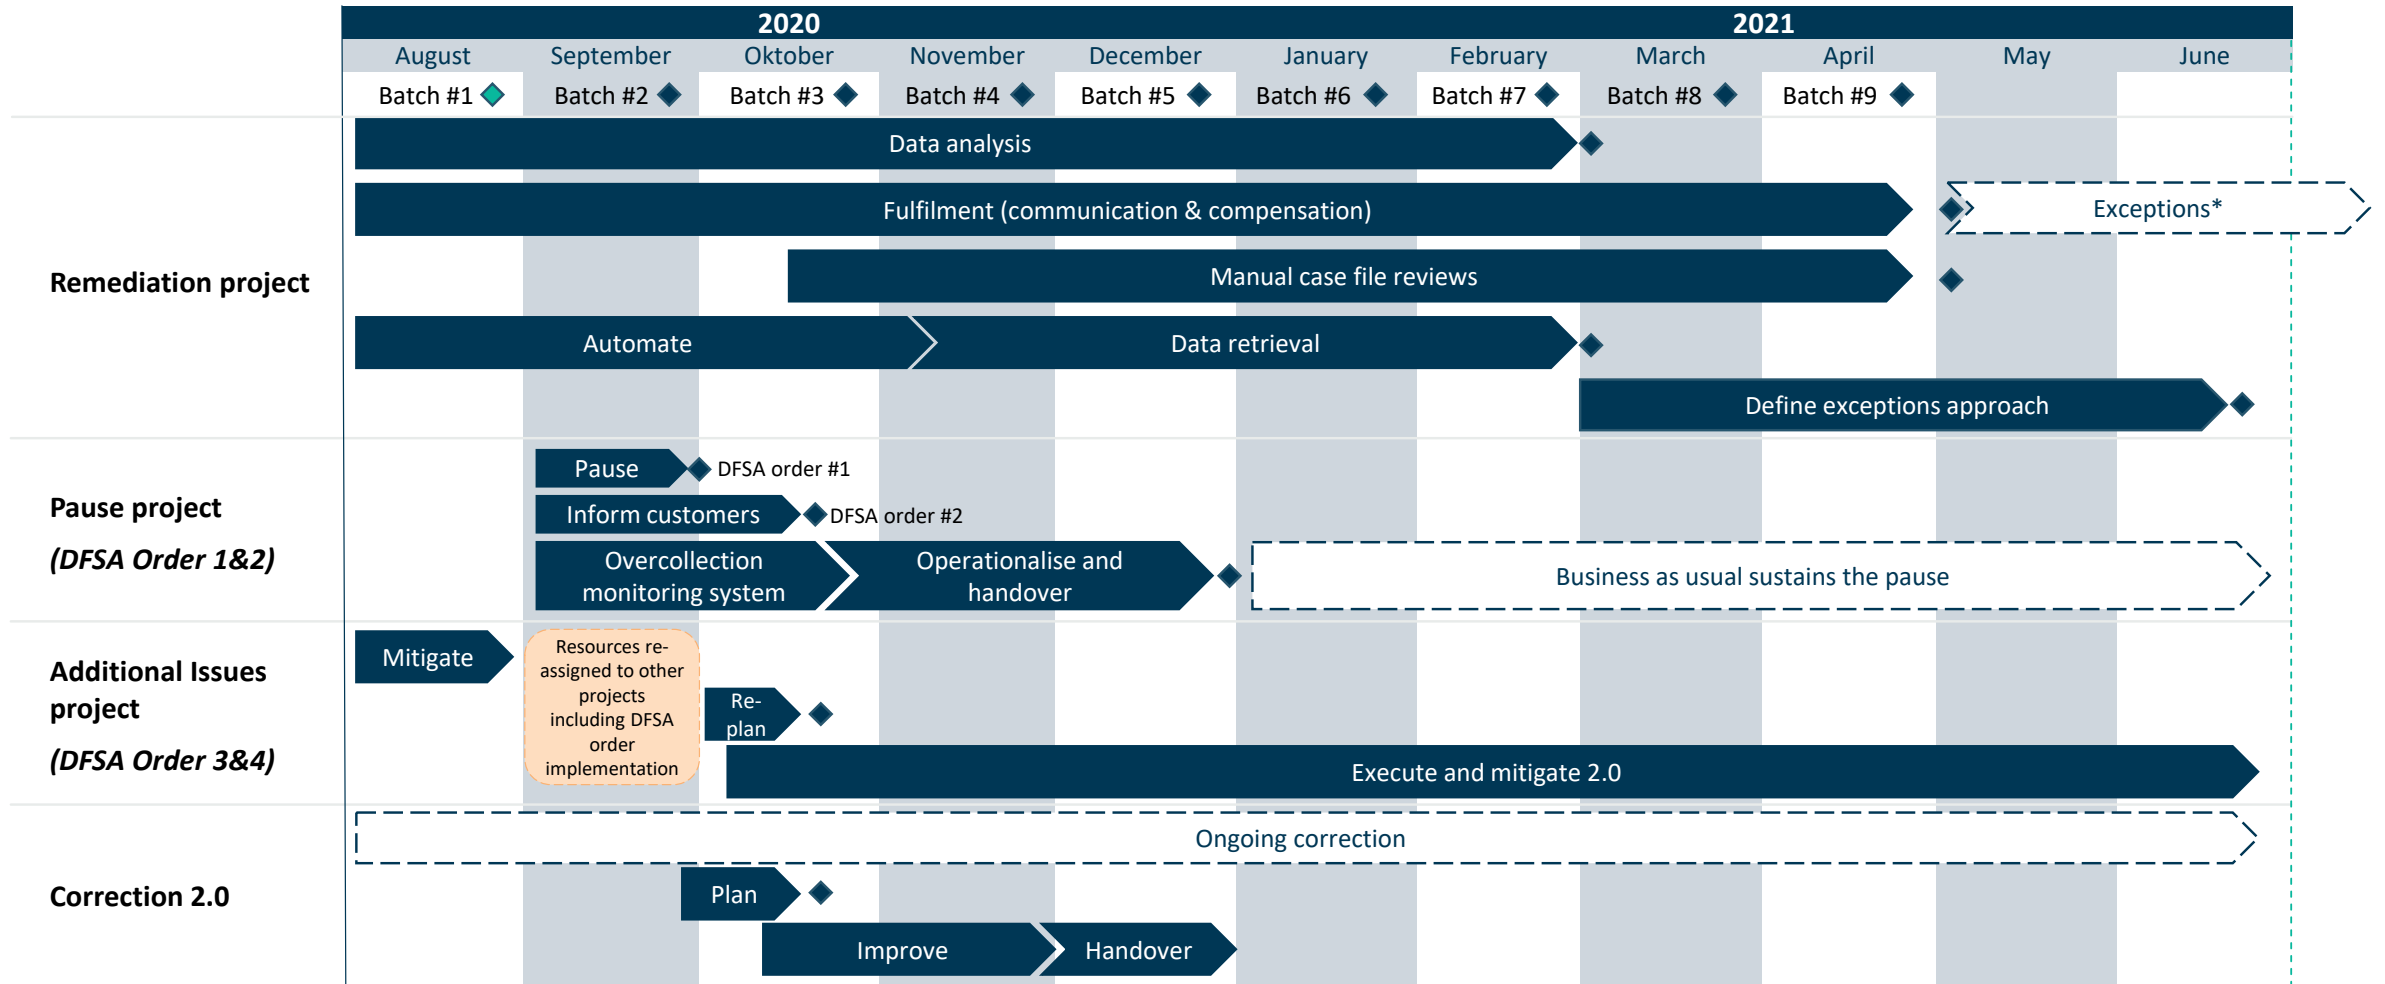 2020
2021
August
September
Oktober
November
December
January
February
March
April
May
June
Batch #1
Batch #2
Batch #3
Batch #4
Batch #5
Batch #6
Batch #7
Batch #8
Batch #9
Remediation project
Data analysis
Fulfilment (communication & compensation)
Exceptions*
Manual case file reviews
Automate
Data retrieval
Define exceptions approach
Pause project
(DFSA Order 1&2)
Pause
DFSA order #1
Inform customers
DFSA order #2
Overcollection
monitoring system
Operationalise and
handover
Business as usual sustains the pause
Additional Issues
project
(DFSA Order 3&4)
Mitigate
Resources re-
assigned to other
projects
including DFSA
order
implementation
Re-
plan
Execute and mitigate 2.0
Correction 2.0
Ongoing correction
Plan
Improve
Handover